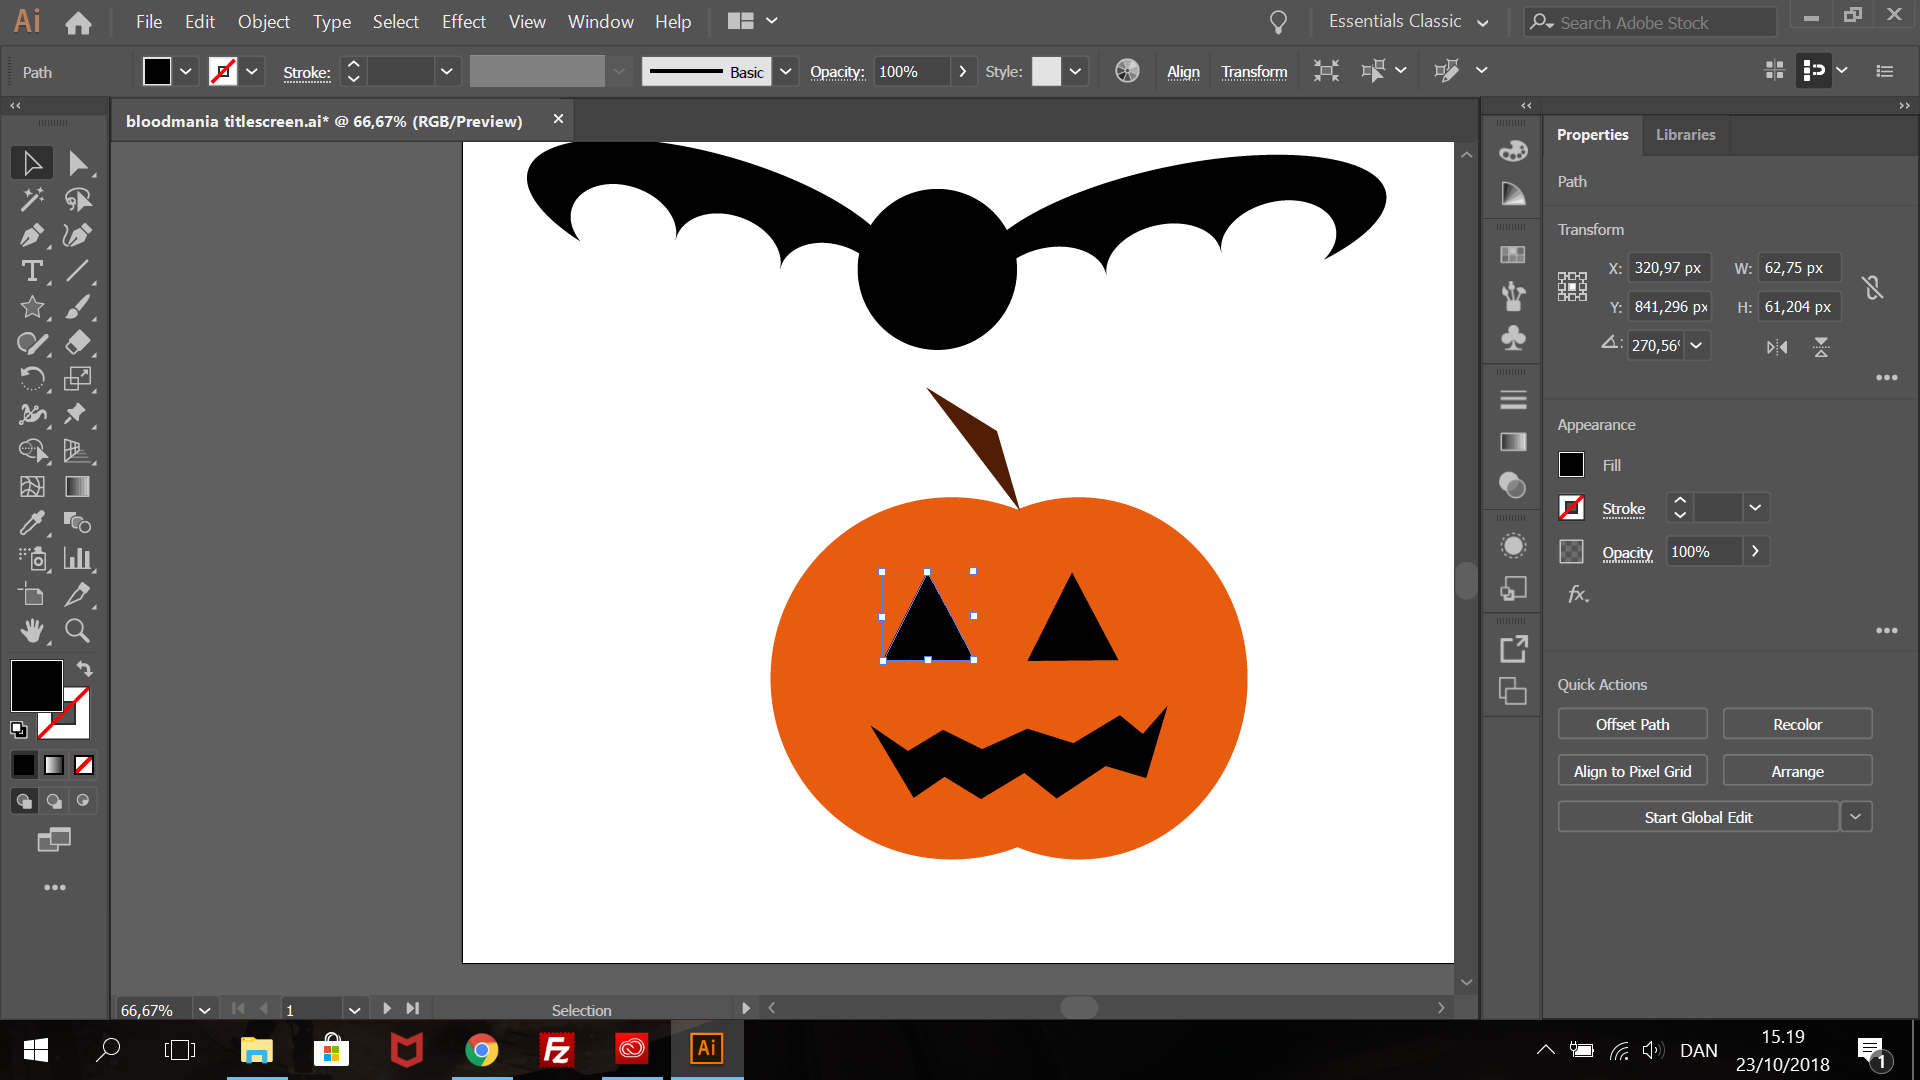 Ai File Edit Object Type Select Effect View Window Help Essentials Classic Search Adobe Stock
Path Stroke: Basic Opacity: 100% Style: Align Transform
bloodmania titlescreen.ai* @ 66,67% (RGB/Preview)
Properties Libraries
Path
Transform
X: 320,97 px W: 62,75 px
Y: 841,296 px H: 61,204 px
270,56°
Appearance
Fill
Stroke
Opacity 100%
fx
Quick Actions
Offset Path Recolor
Align to Pixel Grid Arrange
Start Global Edit
66,67% 1 Selection
Fz Ai DAN 15.19
23/10/2018 1